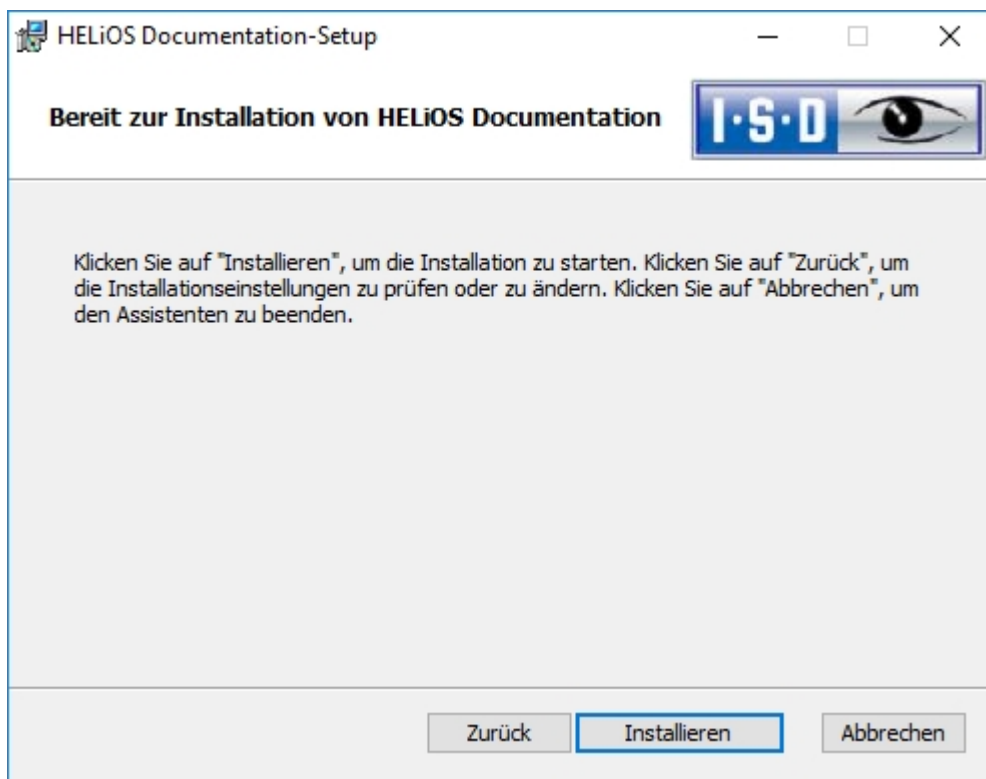 HELiOS Documentation-Setup
Bereit zur Installation von HELiOS Documentation
I·S·D
Klicken Sie auf "Installieren", um die Installation zu starten. Klicken Sie auf "Zurück", um
die Installationseinstellungen zu prüfen oder zu ändern. Klicken Sie auf "Abbrechen", um
den Assistenten zu beenden.
Zurück
Installieren
Abbrechen